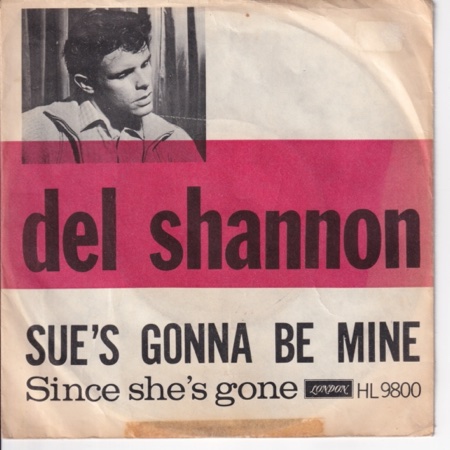 del shannon
SUE'S GONNA BE MINE
Since she's gone LONDON HL 9800